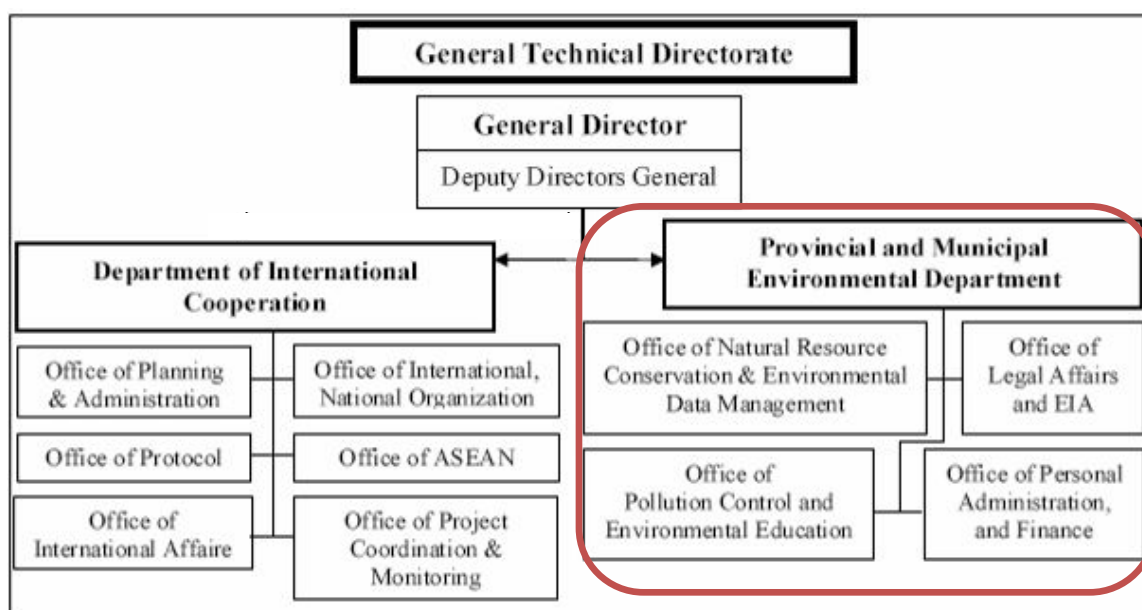 General Technical Directorate
General Director
Deputy Directors General
Department of International
Cooperation
Office of Planning
& Administration
Office of International,
National Organization
Office of Protocol
Office of ASEAN
Office of
International Affaire
Office of Project
Coordination &
Monitoring
Provincial and Municipal
Environmental Department
Office of Natural Resource
Conservation & Environmental
Data Management
Office of
Legal Affairs
and EIA
Office of
Pollution Control and
Environmental Education
Office of Personal
Administration,
and Finance